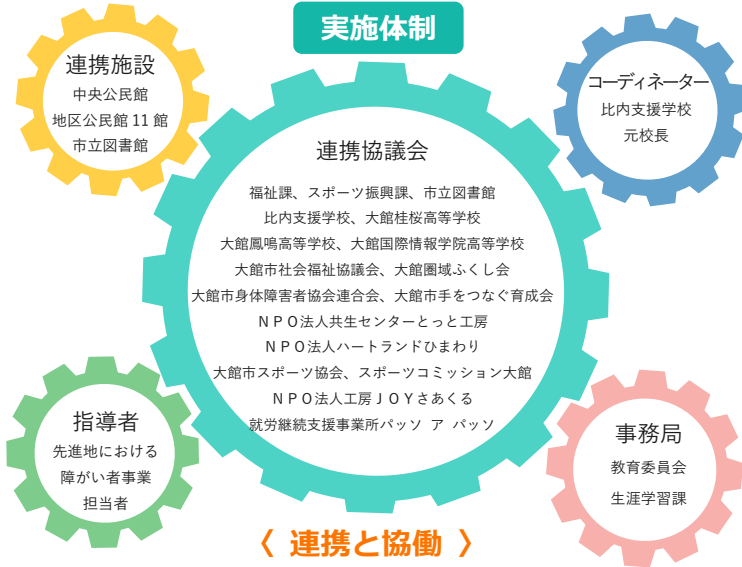 実施体制
連携施設
中央公民館
地区公民館 11 館
市立図書館
コーディネーター
比内支援学校
元校長
連携協議会
福祉課、スポーツ振興課、市立図書館
比内支援学校、大館桂桜高等学校
大館鳳鳴高等学校、大館国際情報学院高等学校
大館市社会福祉協議会、大館圏域ふくし会
大館市身体障害者協会連合会、大館市手をつなぐ育成会
ＮＰＯ法人共生センターとっと工房
ＮＰＯ法人ハートランドひまわり
大館市スポーツ協会、スポーツコミッション大館
ＮＰＯ法人工房ＪＯＹさあくる
就労継続支援事業所パッソ ア パッソ
指導者
先進地における
障がい者事業
担当者
事務局
教育委員会
生涯学習課
〈 連携と協働 〉